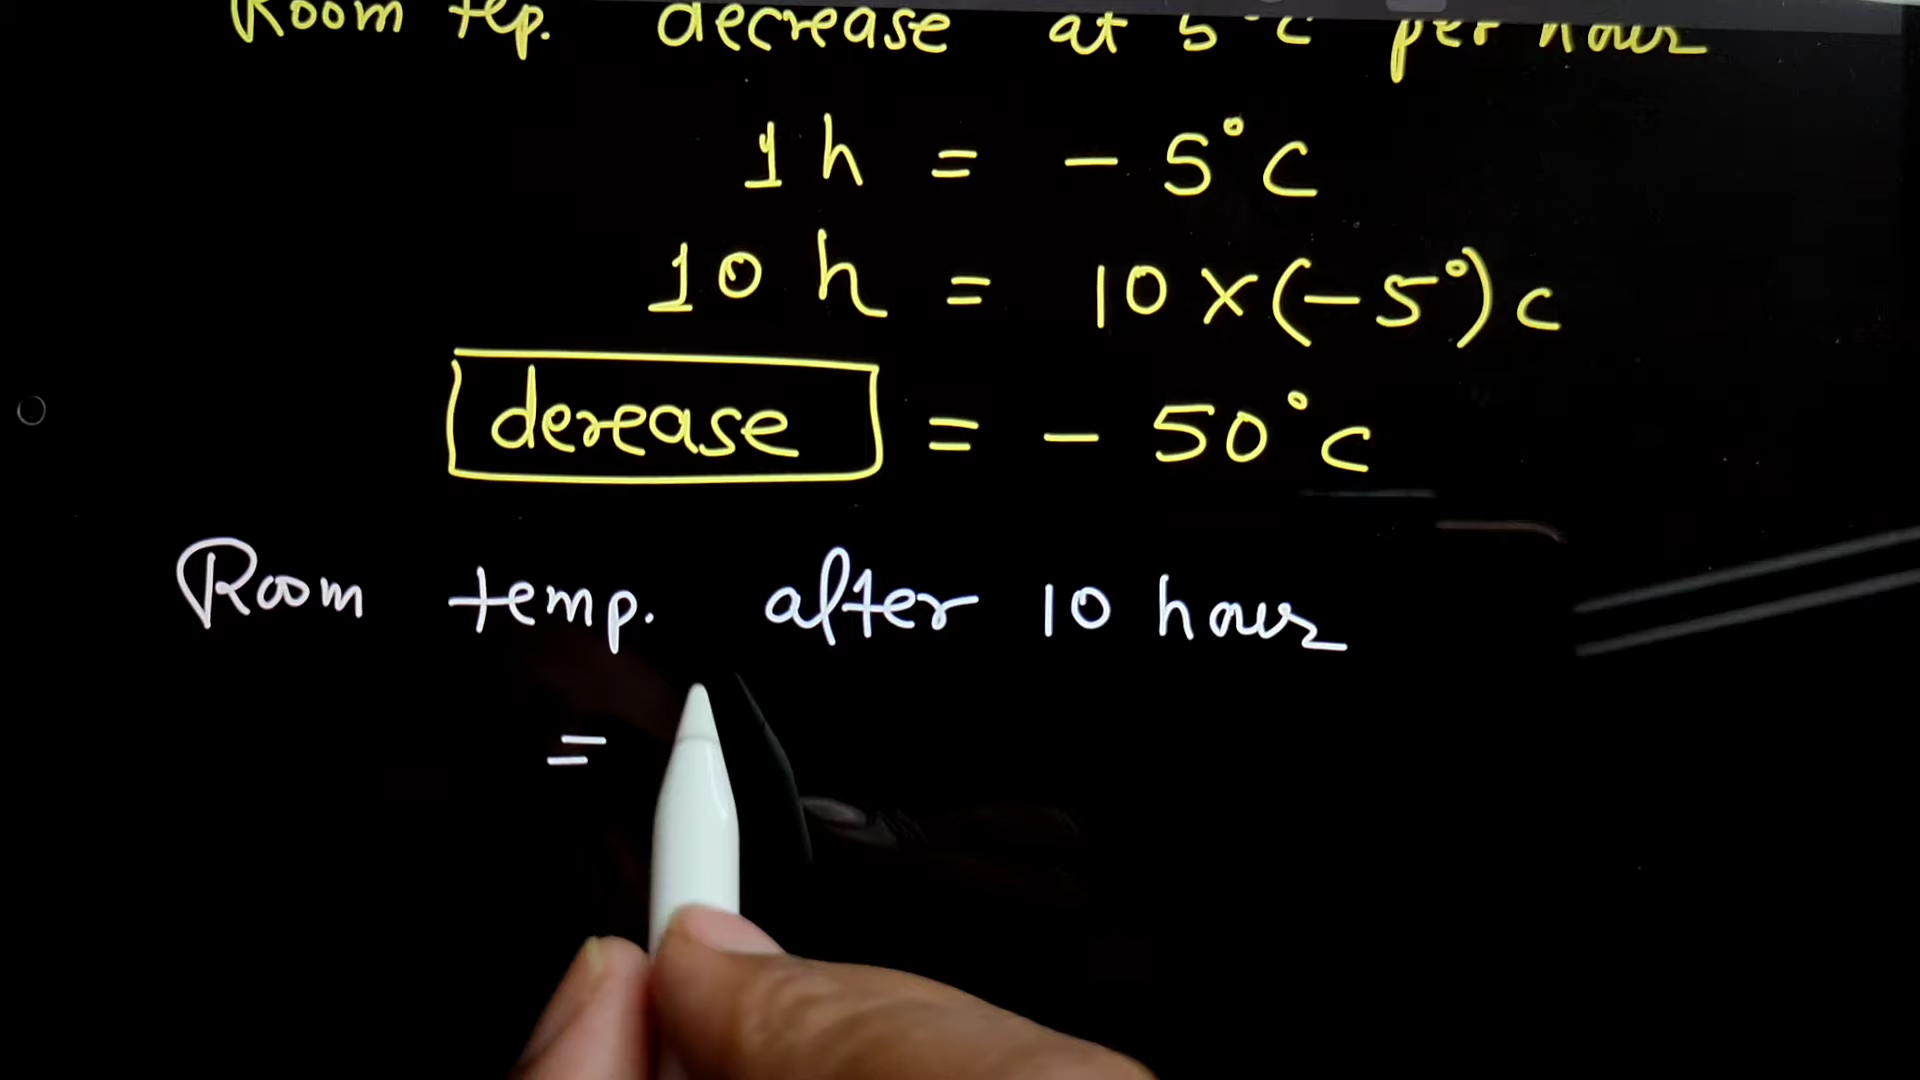 Room tep. decrease at 5°C per hour
1 h = - 5°C
10 h = 10 × (-5°) C
derease = - 50°C
Room temp. after 10 hour
=